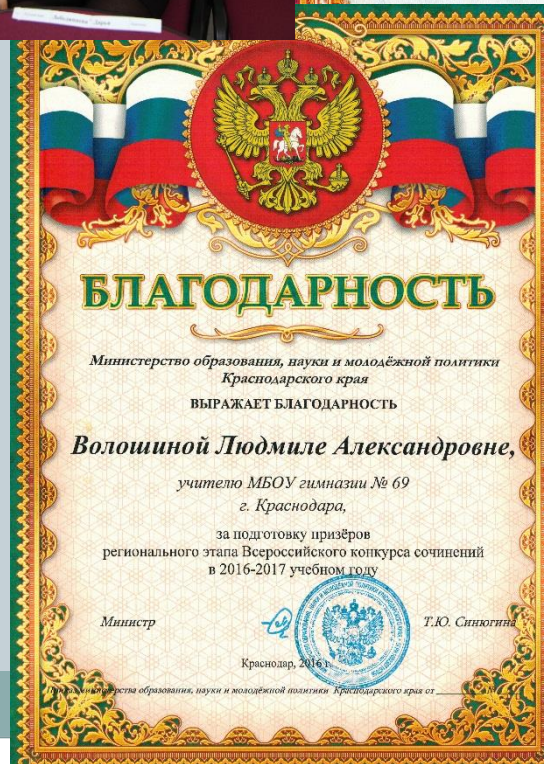 БЛАГОДАРНОСТЬ
Министерство образования, науки и молодёжной политики
Краснодарского края
ВЫРАЖАЕТ БЛАГОДАРНОСТЬ
Волошиной Людмиле Александровне,
учителю МБОУ гимназии № 69
г. Краснодара,
за подготовку призёров
регионального этапа Всероссийского конкурса сочинений
в 2016-2017 учебном году
Министр
Т.Ю. Синюгина
Краснодар, 2016 г.
образования, науки и молодёжной политики Краснодарского края от